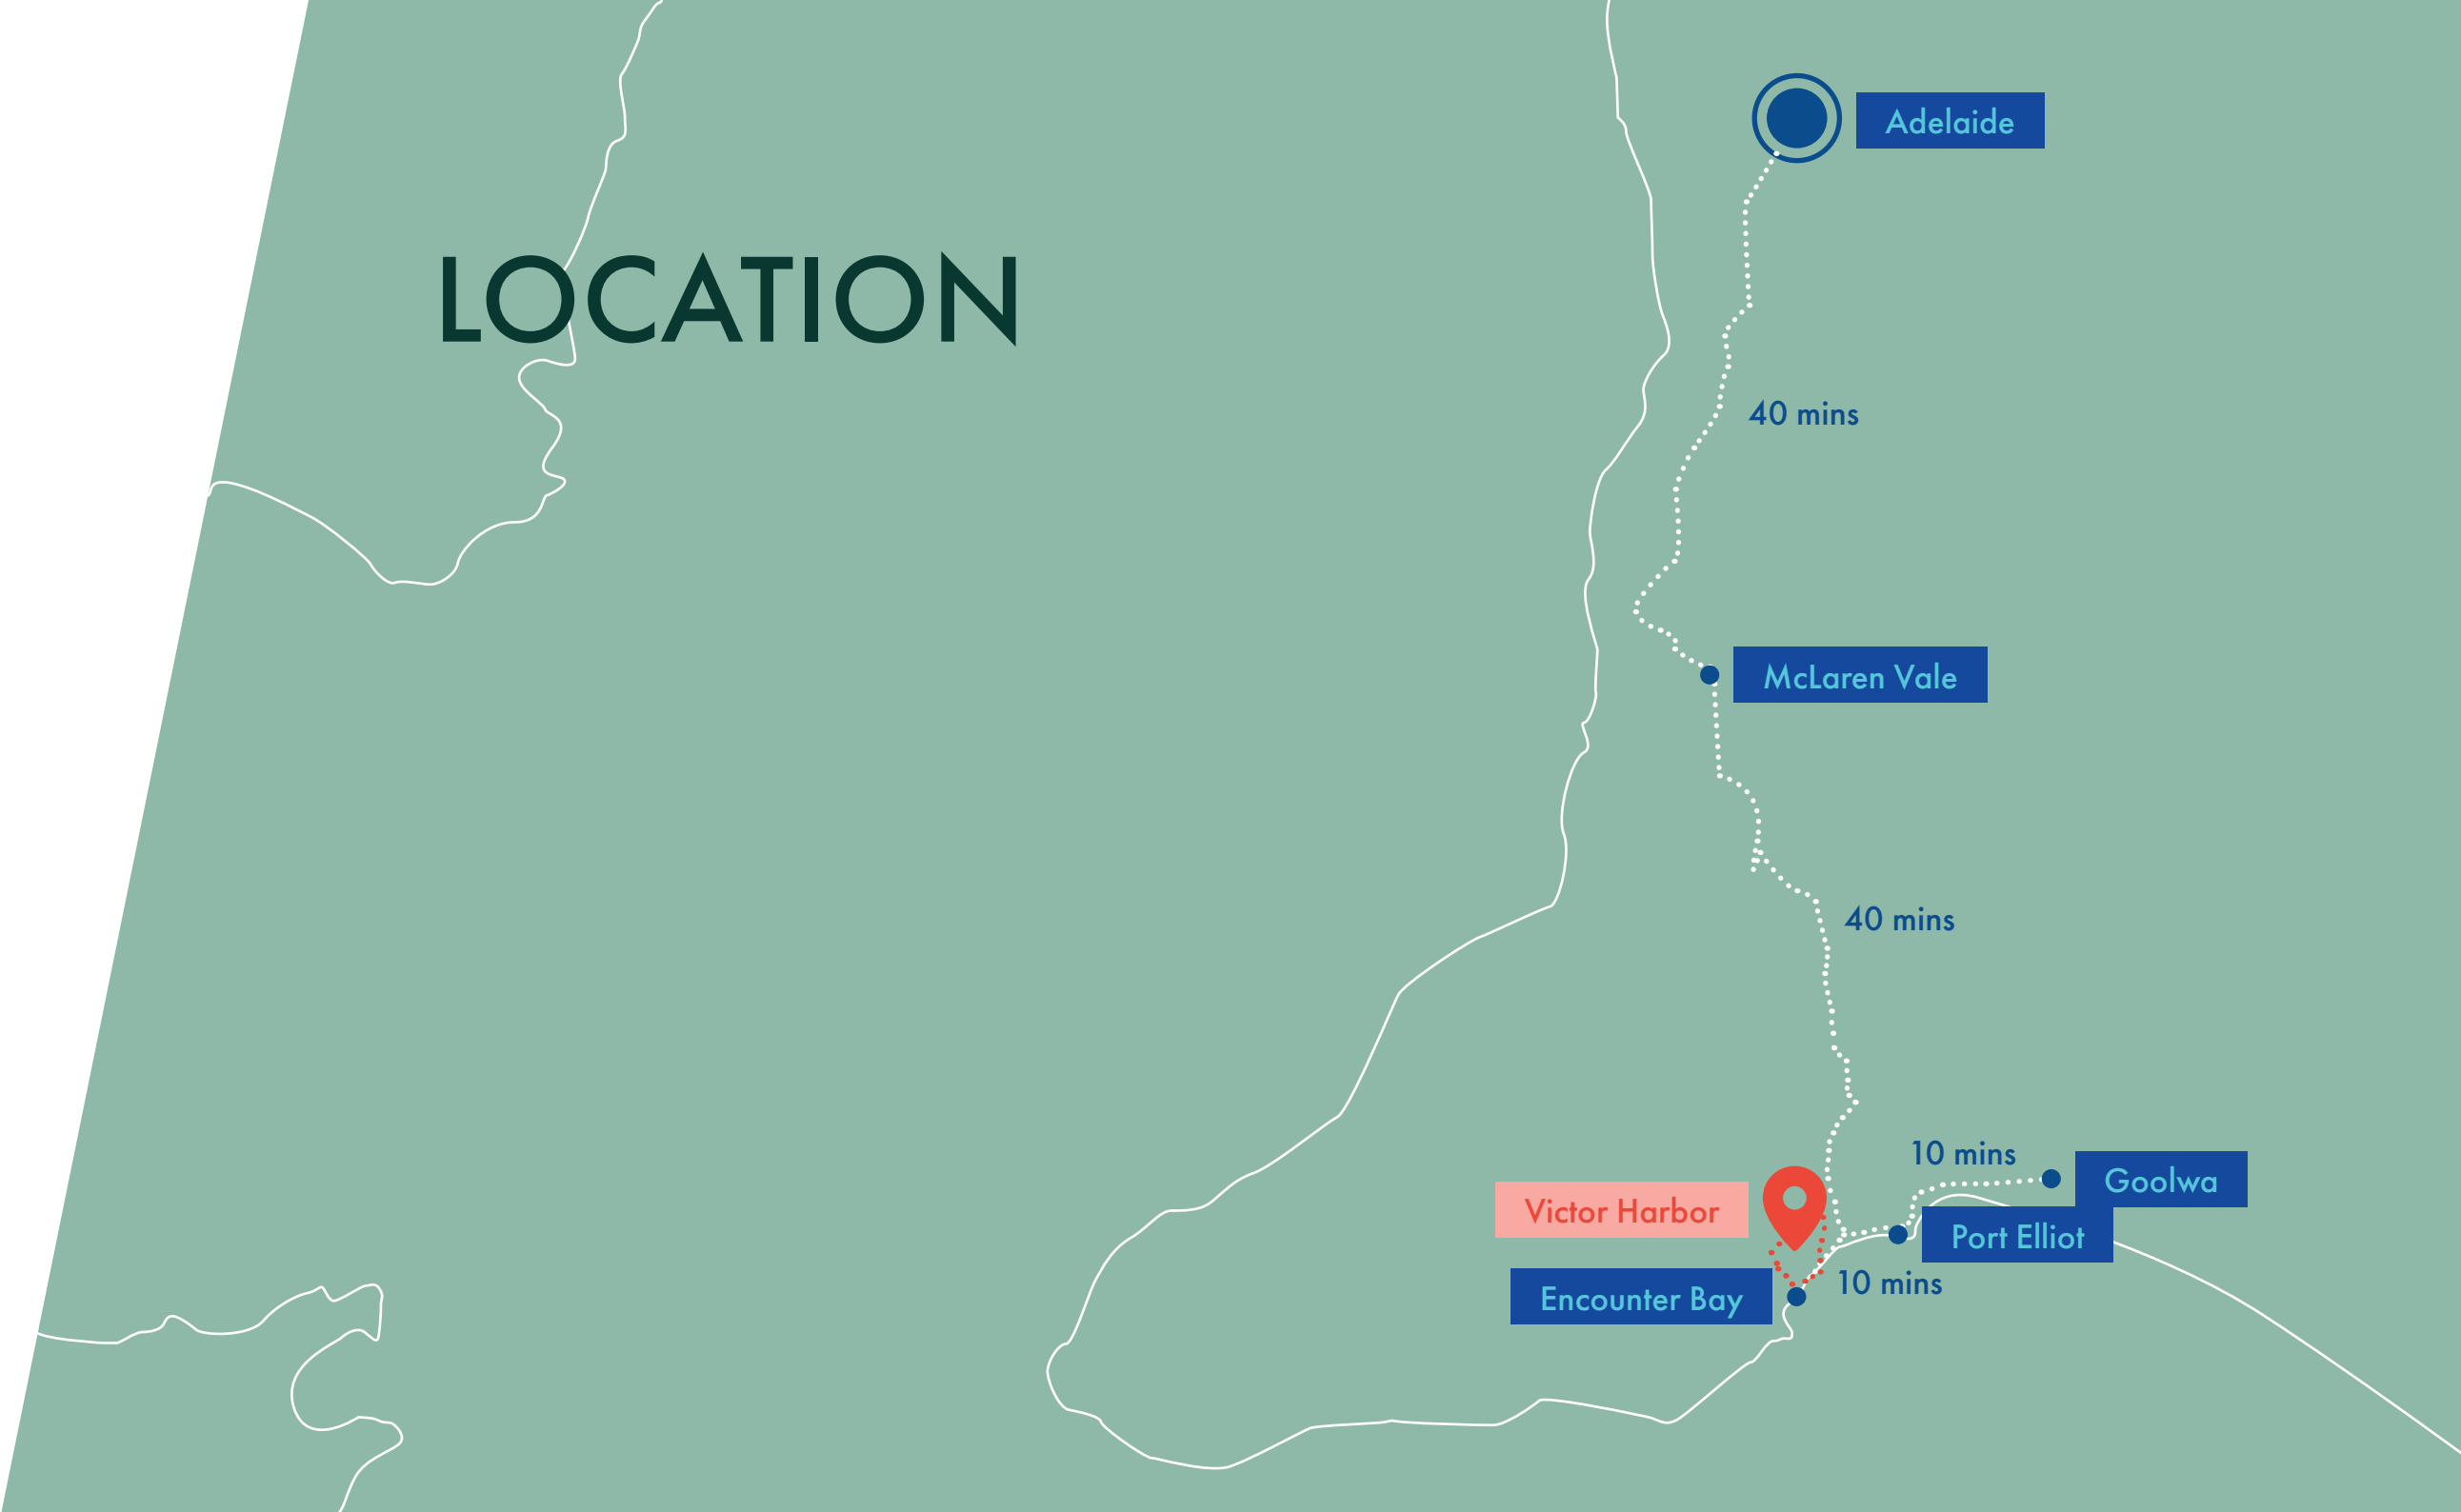 LOCATION
Adelaide
40 mins
McLaren Vale
40 mins
10 mins
Goolwa
Victor Harbor
Port Elliot
10 mins
Encounter Bay